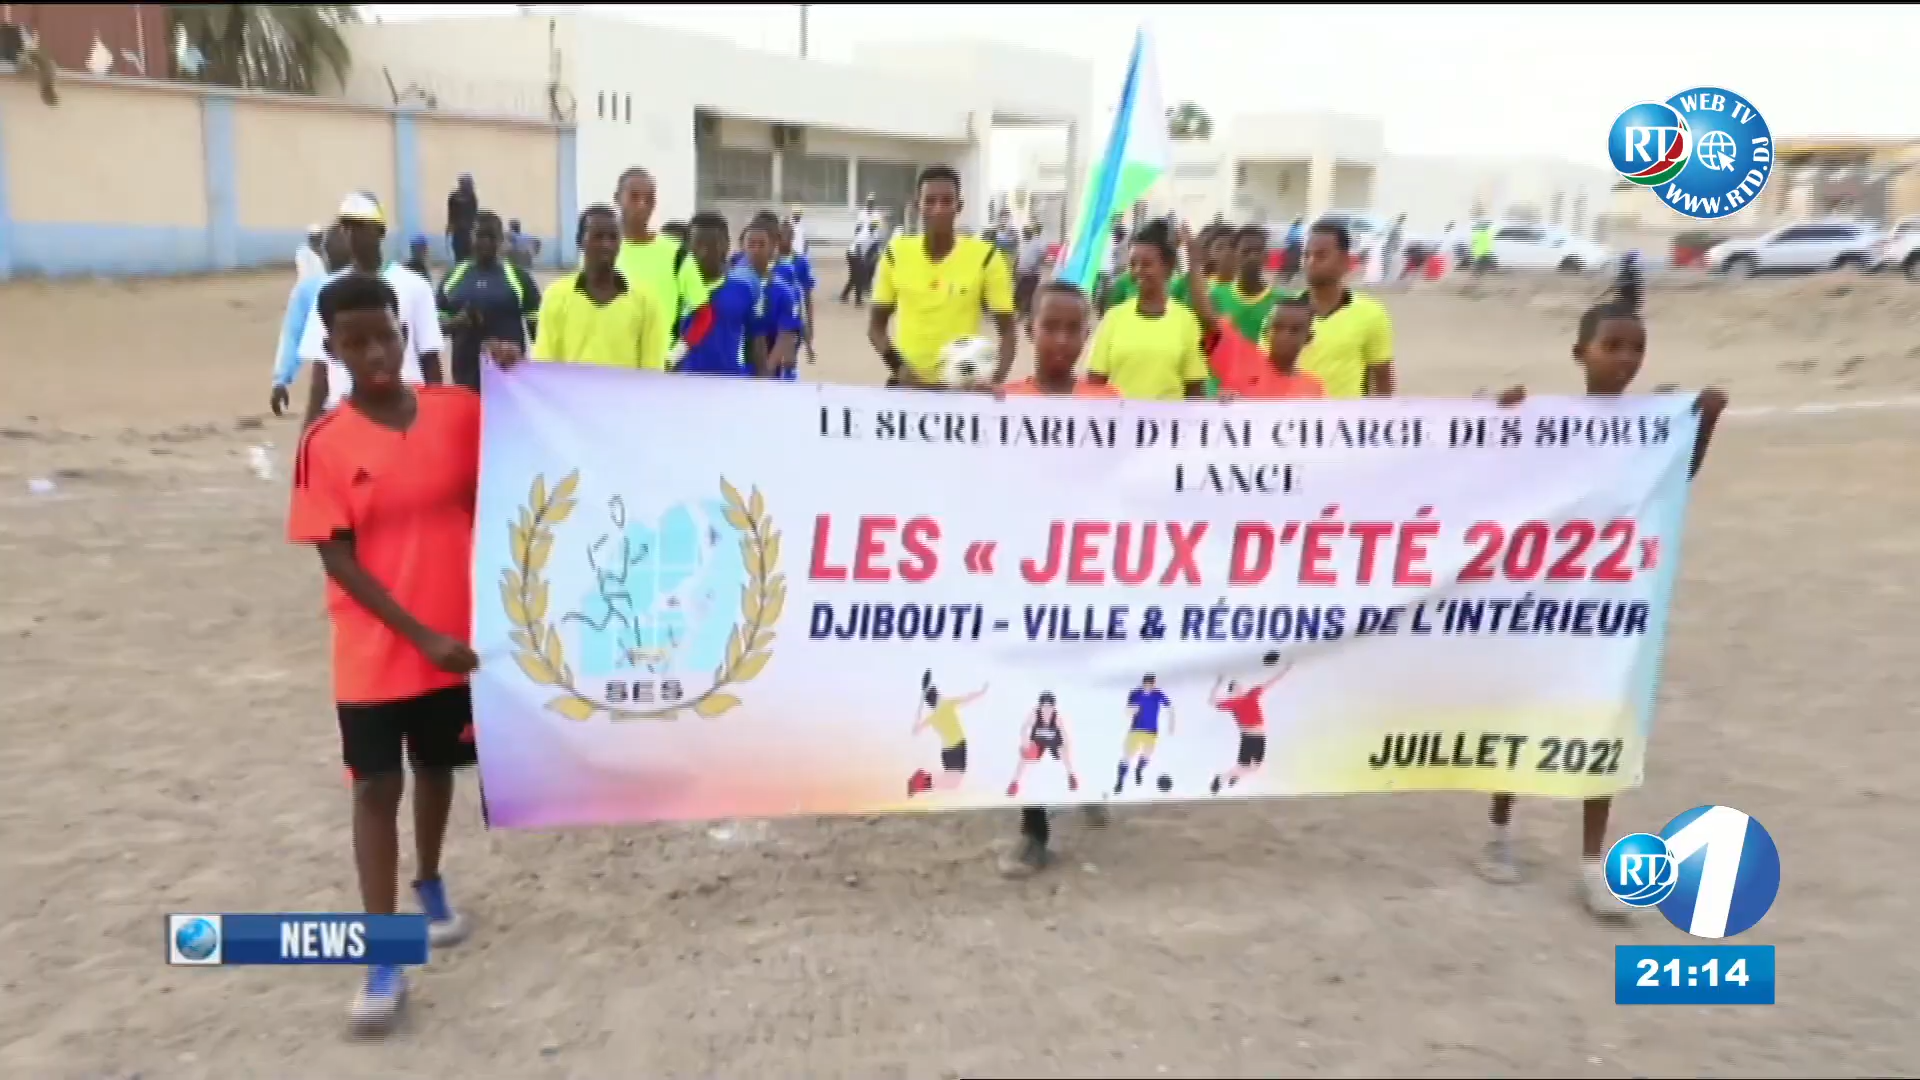 WEB TV
RTD
WWW.RTD.DJ
LE SECRETARIAT D'ETAT CHARGE DES SPORTS
LANCE
LES « JEUX D'ÉTÉ 2022»
DJIBOUTI - VILLE & RÉGIONS DE L'INTÉRIEUR
SES
JUILLET 2022
RTD 1
NEWS
21:14